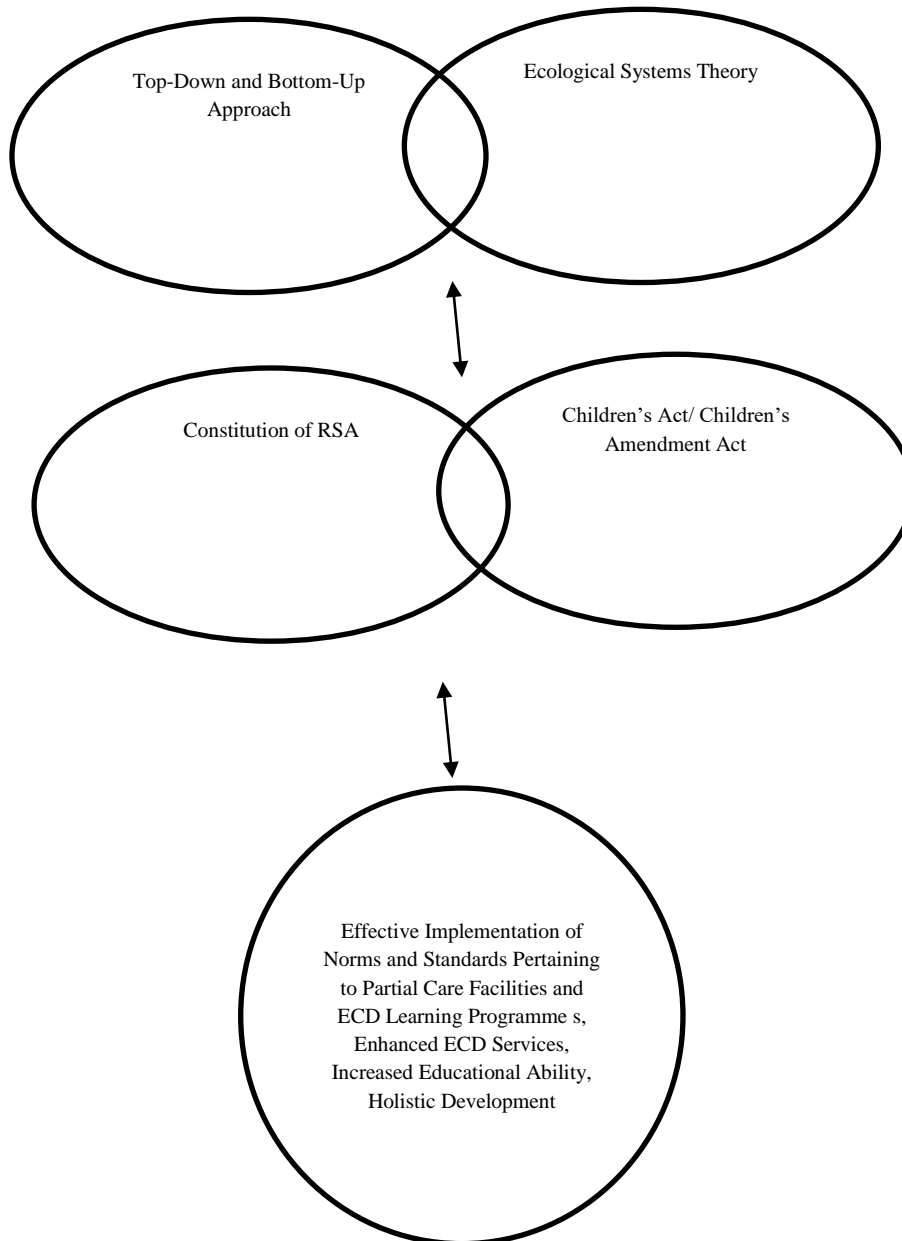 Top-Down and Bottom-Up
Approach
Ecological Systems Theory
Constitution of RSA
Children’s Act/ Children’s
Amendment Act
Effective Implementation of
Norms and Standards Pertaining
to Partial Care Facilities and
ECD Learning Programme s,
Enhanced ECD Services,
Increased Educational Ability,
Holistic Development